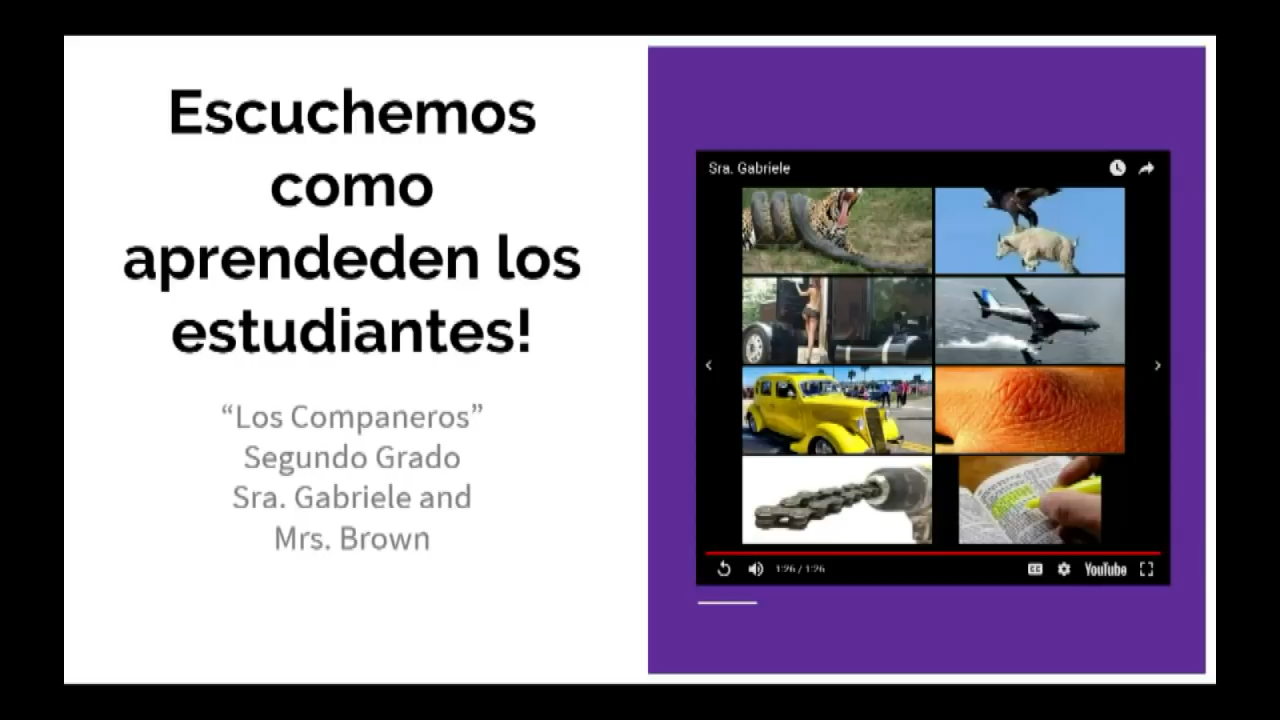 Escuchemos
como
aprendeden los
estudiantes!
“Los Companeros”
Segundo Grado
Sra. Gabriele and
Mrs. Brown
Sra. Gabriele
1:26 / 1:26
CC
YouTube